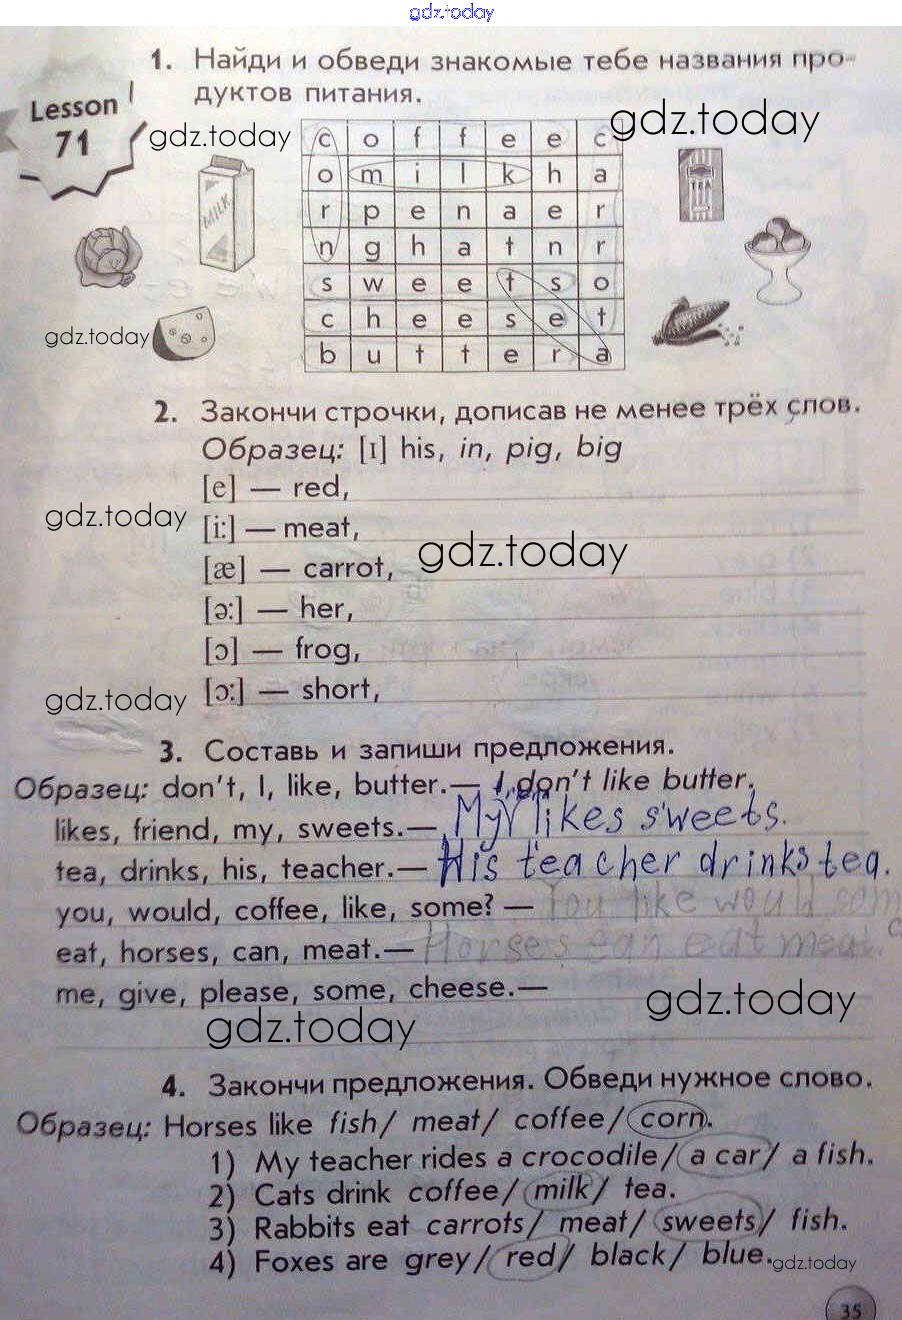 gdz.today
1. Найди и обведи знакомые тебе названия про-
дуктов питания.
Lesson
71
gdz.today
gdz.today
c o f f e e c
o m i l k h a
r p e n a e r
n g h a t n r
s w e e t s o
c h e e s e t
b u t t e r a
MILK
TEA
gdz.today
2. Закончи строчки, дописав не менее трёх слов.
Образец: [ɪ] his, in, pig, big
[e] — red,
gdz.today
[i:] — meat,
gdz.today
[æ] — carrot,
[ə:] — her,
[ɔ] — frog,
gdz.today
[ɔ:] — short,
3. Составь и запиши предложения.
Образец: don't, I, like, butter.— I don't like butter.
likes, friend, my, sweets.— My likes sweets.
tea, drinks, his, teacher.— His teacher drinks tea.
you, would, coffee, like, some? — You like would som
eat, horses, can, meat.— Horses can eat meat.
me, give, please, some, cheese.—
gdz.today
gdz.today
4. Закончи предложения. Обведи нужное слово.
Образец: Horses like fish/ meat/ coffee/ corn.
1) My teacher rides a crocodile/ a car/ a fish.
2) Cats drink coffee/ milk/ tea.
3) Rabbits eat carrots/ meat/ sweets/ fish.
4) Foxes are grey/ red/ black/ blue.
gdz.today
35